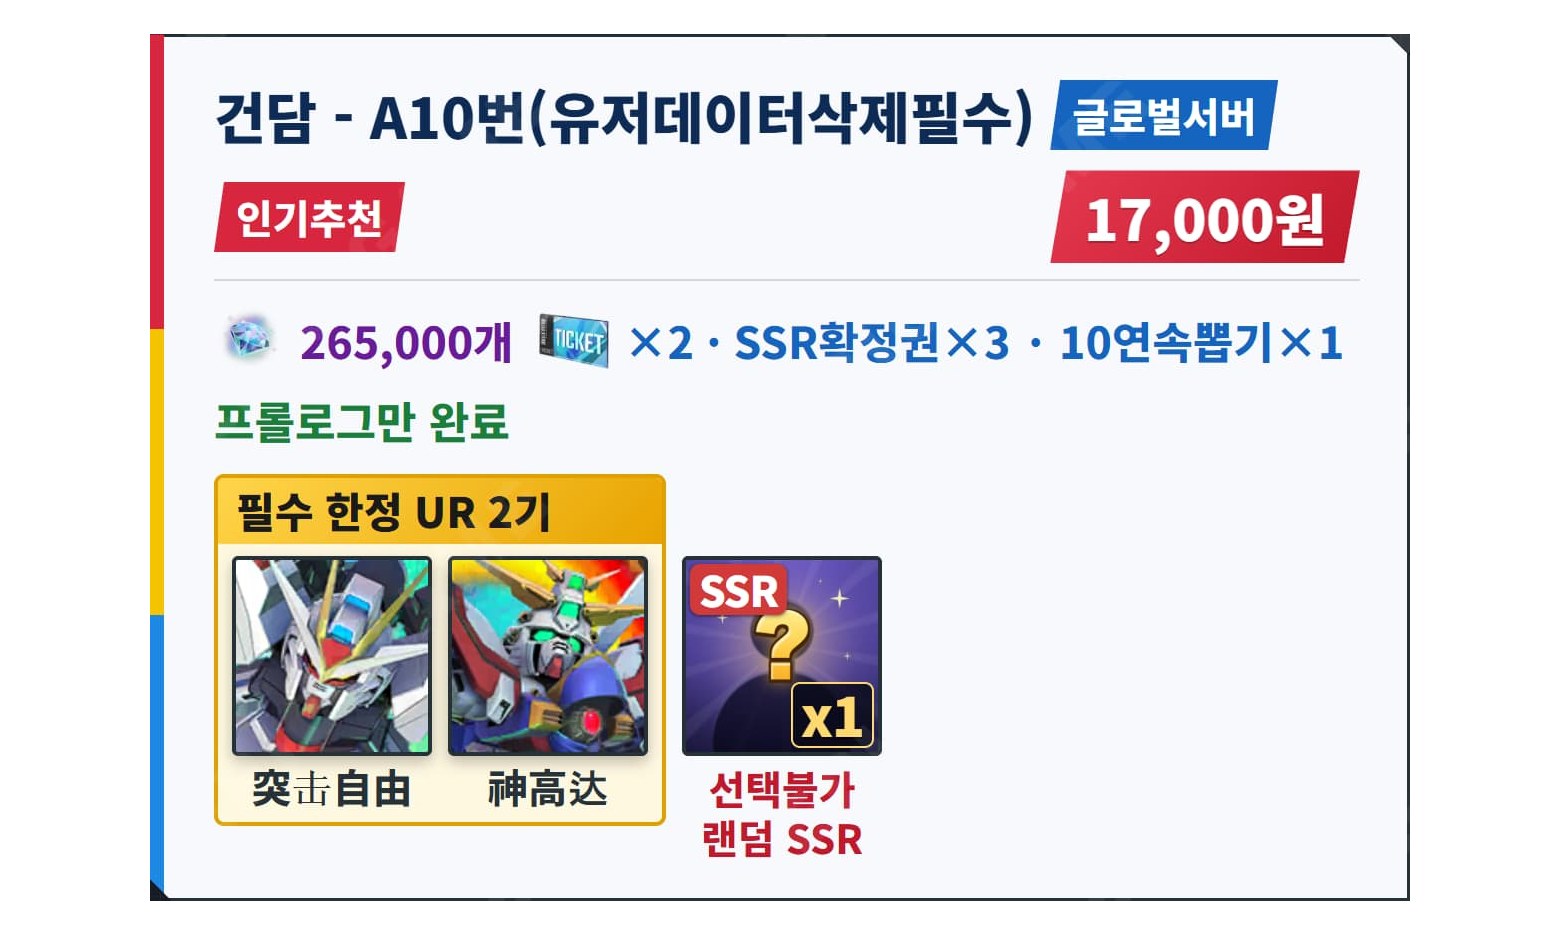 건담 - A10번(유저데이터삭제필수) 글로벌서버
인기추천 17,000원
265,000개 TICKET ×2 · SSR확정권×3 · 10연속뽑기×1
프롤로그만 완료
필수 한정 UR 2기
SSR
?
x1
突击自由 神高达 선택불가
랜덤 SSR